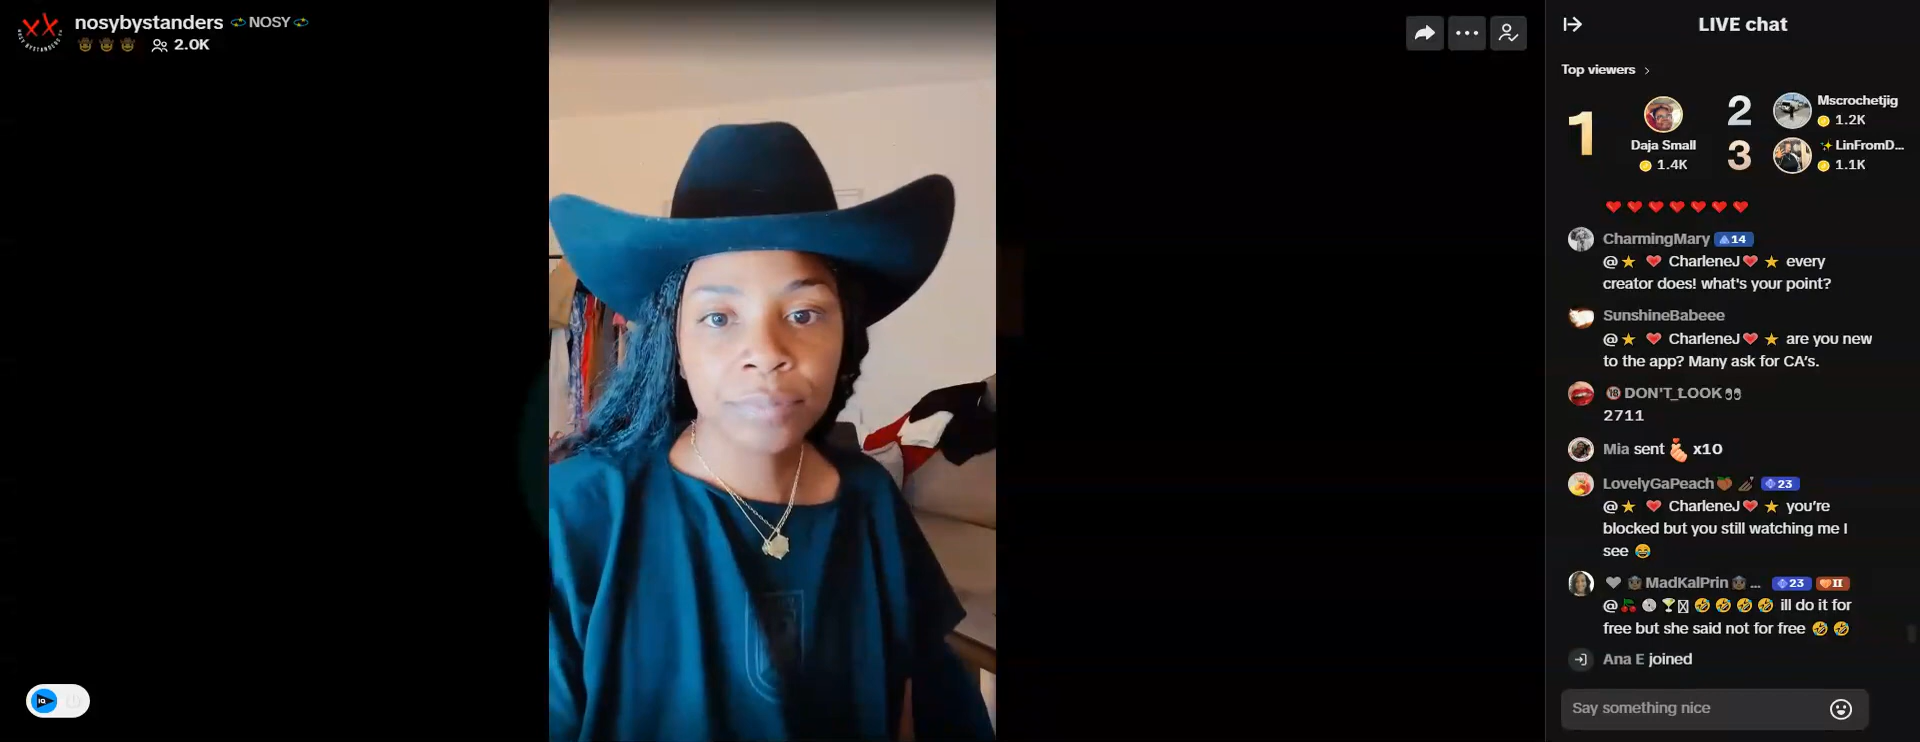 nosybystanders NOSY
2.0K
LIVE chat
Top viewers >
1
Daja Small
1.4K
2
Mscrochetjig
1.2K
3
✨LinFromD...
1.1K
❤️ ❤️ ❤️ ❤️ ❤️ ❤️ ❤️
CharmingMary 14
@⭐ ❤️ CharleneJ❤️ ⭐ every
creator does! what's your point?
SunshineBabeee
@⭐ ❤️ CharleneJ❤️ ⭐ are you new
to the app? Many ask for CA's.
🔞DON'T_LOOK👀
2711
Mia sent x10
LovelyGaPeach🍑 💅🏾 23
@⭐ ❤️ CharleneJ❤️ ⭐ you're
blocked but you still watching me I
see 😂
MadKalPrin ... 23 II
@🍒 💿 🍸 🤣 🤣 🤣 🤣 ill do it for
free but she said not for free 🤣 🤣
Ana E joined
Say something nice